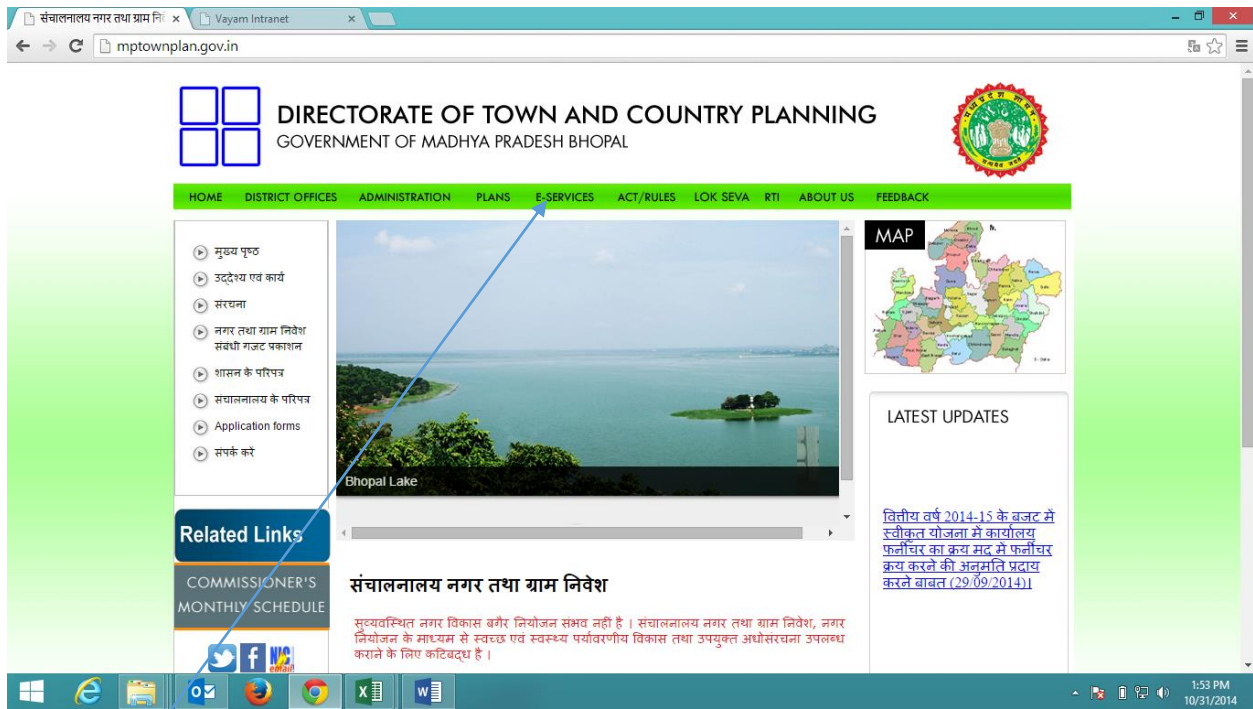 संचालनालय नगर तथा ग्राम नि
Vayam Intranet
mptownplan.gov.in
DIRECTORATE OF TOWN AND COUNTRY PLANNING
GOVERNMENT OF MADHYA PRADESH BHOPAL
HOME DISTRICT OFFICES ADMINISTRATION PLANS E-SERVICES ACT/RULES LOK SEVA RTI ABOUT US FEEDBACK
मुख्य पृष्ठ
उद्देश्य एवं कार्य
संरचना
नगर तथा ग्राम निवेश
संबंधी गजट पकाशन
शासन के परिपत्र
संचालनालय के परिपत्र
Application forms
संपर्क करें
Bhopal Lake
MAP
LATEST UPDATES
वित्तीय वर्ष 2014-15 के बजट में
स्वीकृत योजना में कार्यालय
फर्नीचर का क्रय मद में फर्नीचर
क्रय करने की अनुमति प्रदाय
करने बाबत (29/09/2014)।
Related Links
COMMISSIONER'S
MONTHLY SCHEDULE
NIC
email
संचालनालय नगर तथा ग्राम निवेश
सुव्यवस्थित नगर विकास बगैर नियोजन संभव नहीं है । संचालनालय नगर तथा ग्राम निवेश, नगर
नियोजन के माध्यम से स्वच्छ एवं स्वस्थ्य पर्यावरणीय विकास तथा उपयुक्त अधोसंरचना उपलब्ध
कराने के लिए कटिबद्ध है ।
1:53 PM
10/31/2014